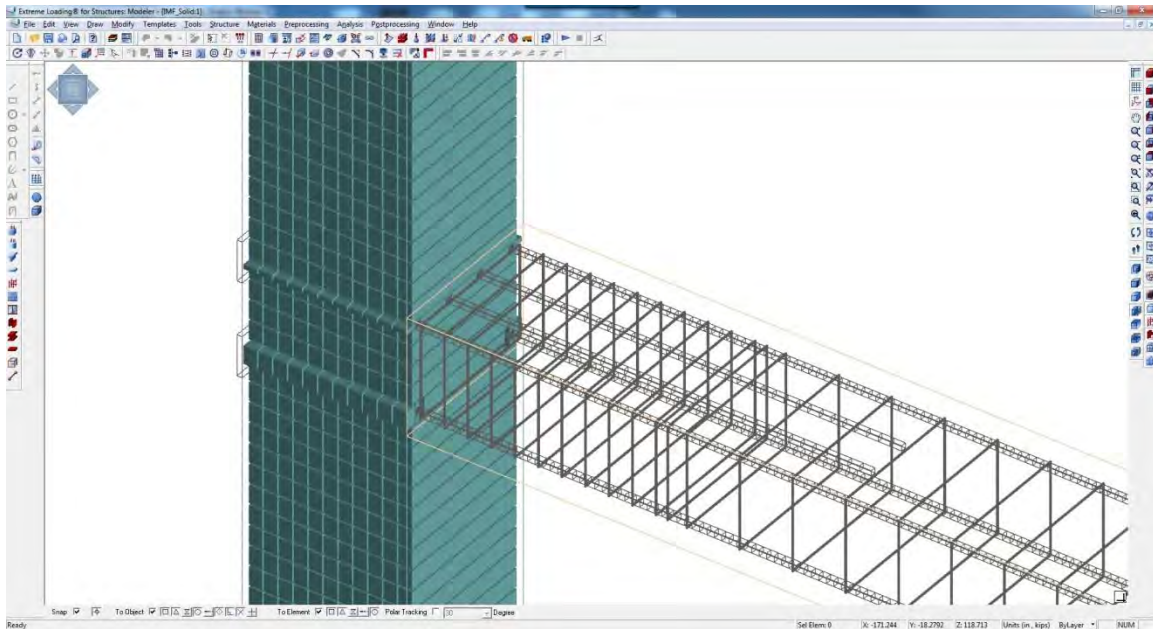 Extreme Loading® for Structures: Modeler - [IMF_Solid:1]
File Edit View Draw Modify Templates Tools Structure Materials Preprocessing Analysis Postprocessing Window Help
Snap To Object To Element Polar Tracking 30 Degree
Ready Sel Elem: 0 X: -171.244 Y: -18.2792 Z: 118.713 Units (in , kips) ByLayer NUM